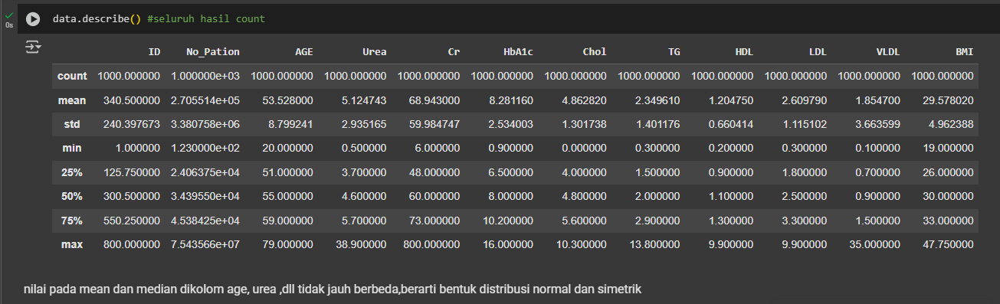 data.describe() #seluruh hasil count
0s
ID No_Pation AGE Urea Cr HbA1c Chol TG HDL LDL VLDL BMI
count 1000.000000 1.000000e+03 1000.000000 1000.000000 1000.000000 1000.000000 1000.000000 1000.000000 1000.000000 1000.000000 1000.000000 1000.000000
mean 340.500000 2.705514e+05 53.528000 5.124743 68.943000 8.281160 4.862820 2.349610 1.204750 2.609790 1.854700 29.578020
std 240.397673 3.380758e+06 8.799241 2.935165 59.984747 2.534003 1.301738 1.401176 0.660414 1.115102 3.663599 4.962388
min 1.000000 1.230000e+02 20.000000 0.500000 6.000000 0.900000 0.000000 0.300000 0.200000 0.300000 0.100000 19.000000
25% 125.750000 2.406375e+04 51.000000 3.700000 48.000000 6.500000 4.000000 1.500000 0.900000 1.800000 0.700000 26.000000
50% 300.500000 3.439550e+04 55.000000 4.600000 60.000000 8.000000 4.800000 2.000000 1.100000 2.500000 0.900000 30.000000
75% 550.250000 4.538425e+04 59.000000 5.700000 73.000000 10.200000 5.600000 2.900000 1.300000 3.300000 1.500000 33.000000
max 800.000000 7.543566e+07 79.000000 38.900000 800.000000 16.000000 10.300000 13.800000 9.900000 9.900000 35.000000 47.750000
nilai pada mean dan median dikolom age, urea ,dll tidak jauh berbeda,berarti bentuk distribusi normal dan simetrik